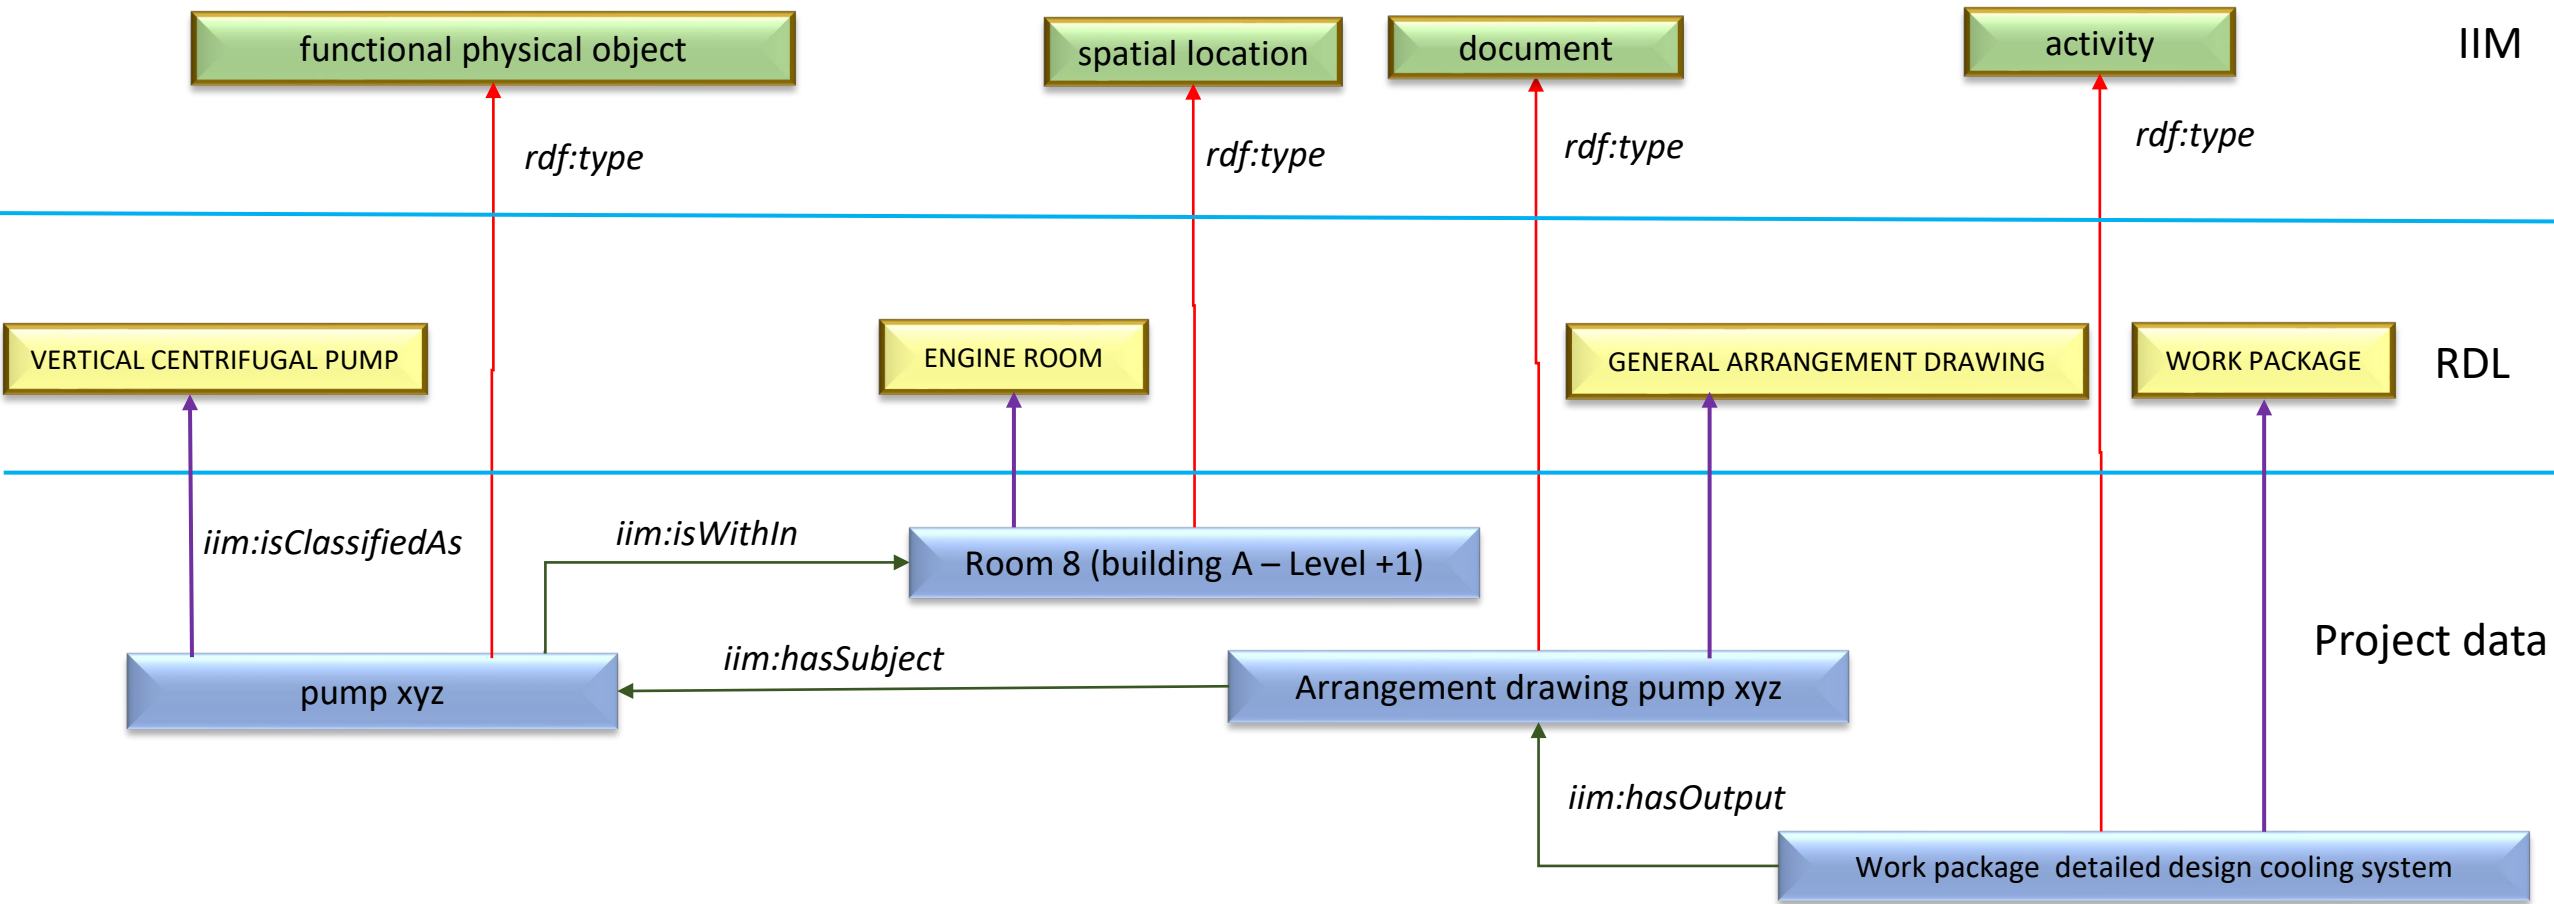 functional physical object
spatial location
document
activity
IIM
rdf:type
rdf:type
rdf:type
rdf:type
VERTICAL CENTRIFUGAL PUMP
ENGINE ROOM
GENERAL ARRANGEMENT DRAWING
WORK PACKAGE
RDL
iim:isClassifiedAs
iim:isWithIn
Room 8 (building A – Level +1)
Project data
iim:hasSubject
pump xyz
Arrangement drawing pump xyz
iim:hasOutput
Work package  detailed design cooling system